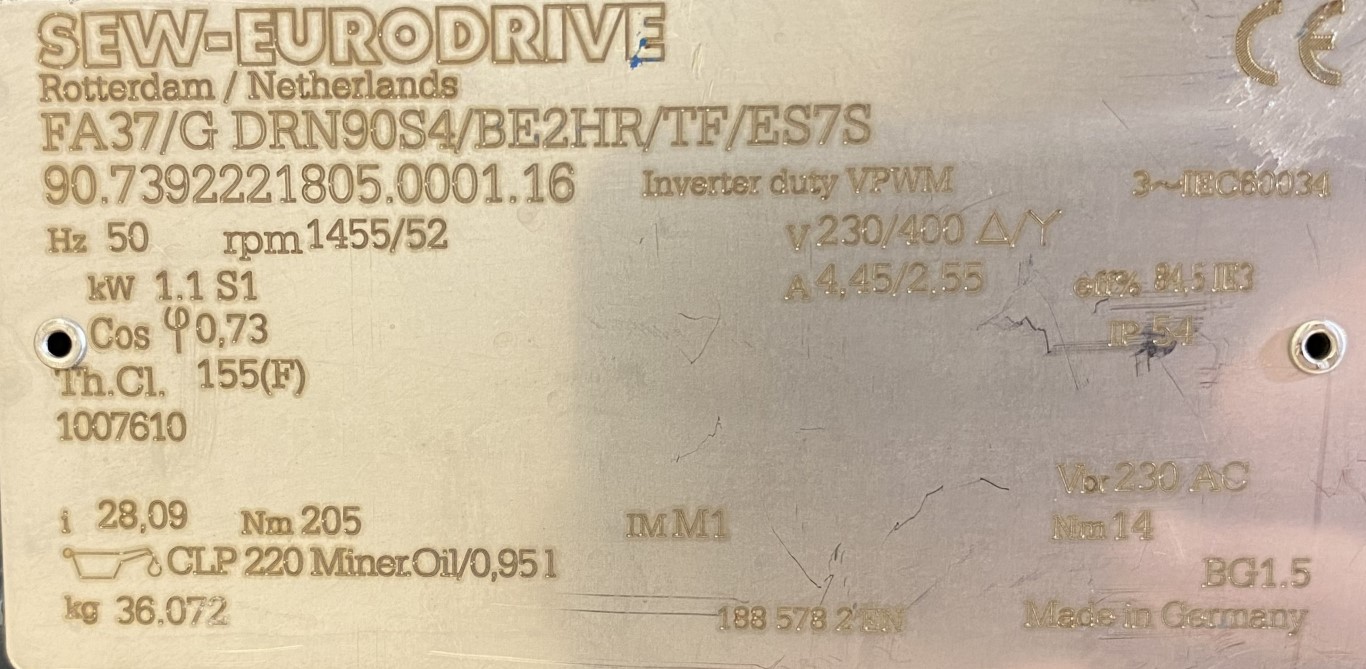 SEW-EURODRIVE CE
Rotterdam / Netherlands
FA37/G DRN90S4/BE2HR/TF/ES7S
90.7392221805.0001.16 Inverter duty VPWM 3~IEC60034
Hz 50 rpm 1455/52 V 230/400 Δ/Y
kW 1.1 S1 A 4,45/2.55 eff% 84,5 IE3
Cos φ 0,73 IP 54
Th.Cl. 155(F)
1007610
Vbr 230 AC
i 28,09 Nm 205 IM M1 Nm 14
CLP 220 Miner.Oil/0,95 l BG1.5
kg 36.072 188 578 2 EN Made in Germany